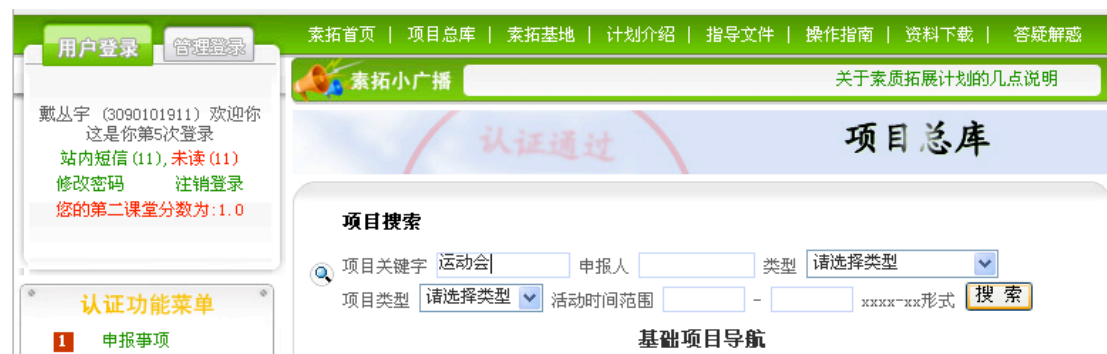 用户登录 管理登录
素拓首页 | 项目总库 | 素拓基地 | 计划介绍 | 指导文件 | 操作指南 | 资料下载 | 答疑解惑
素拓小广播
关于素质拓展计划的几点说明
戴丛宇 (3090101911) 欢迎你
这是你第5次登录
站内短信(11),未读(11)
修改密码 注销登录
您的第二课堂分数为:1.0
认证通过
项目总库
项目搜索
项目关键字 运动会 申报人 类型 请选择类型
项目类型 请选择类型 活动时间范围 - xxxx-xx形式 搜 索
基础项目导航
认证功能菜单
1 申报事项